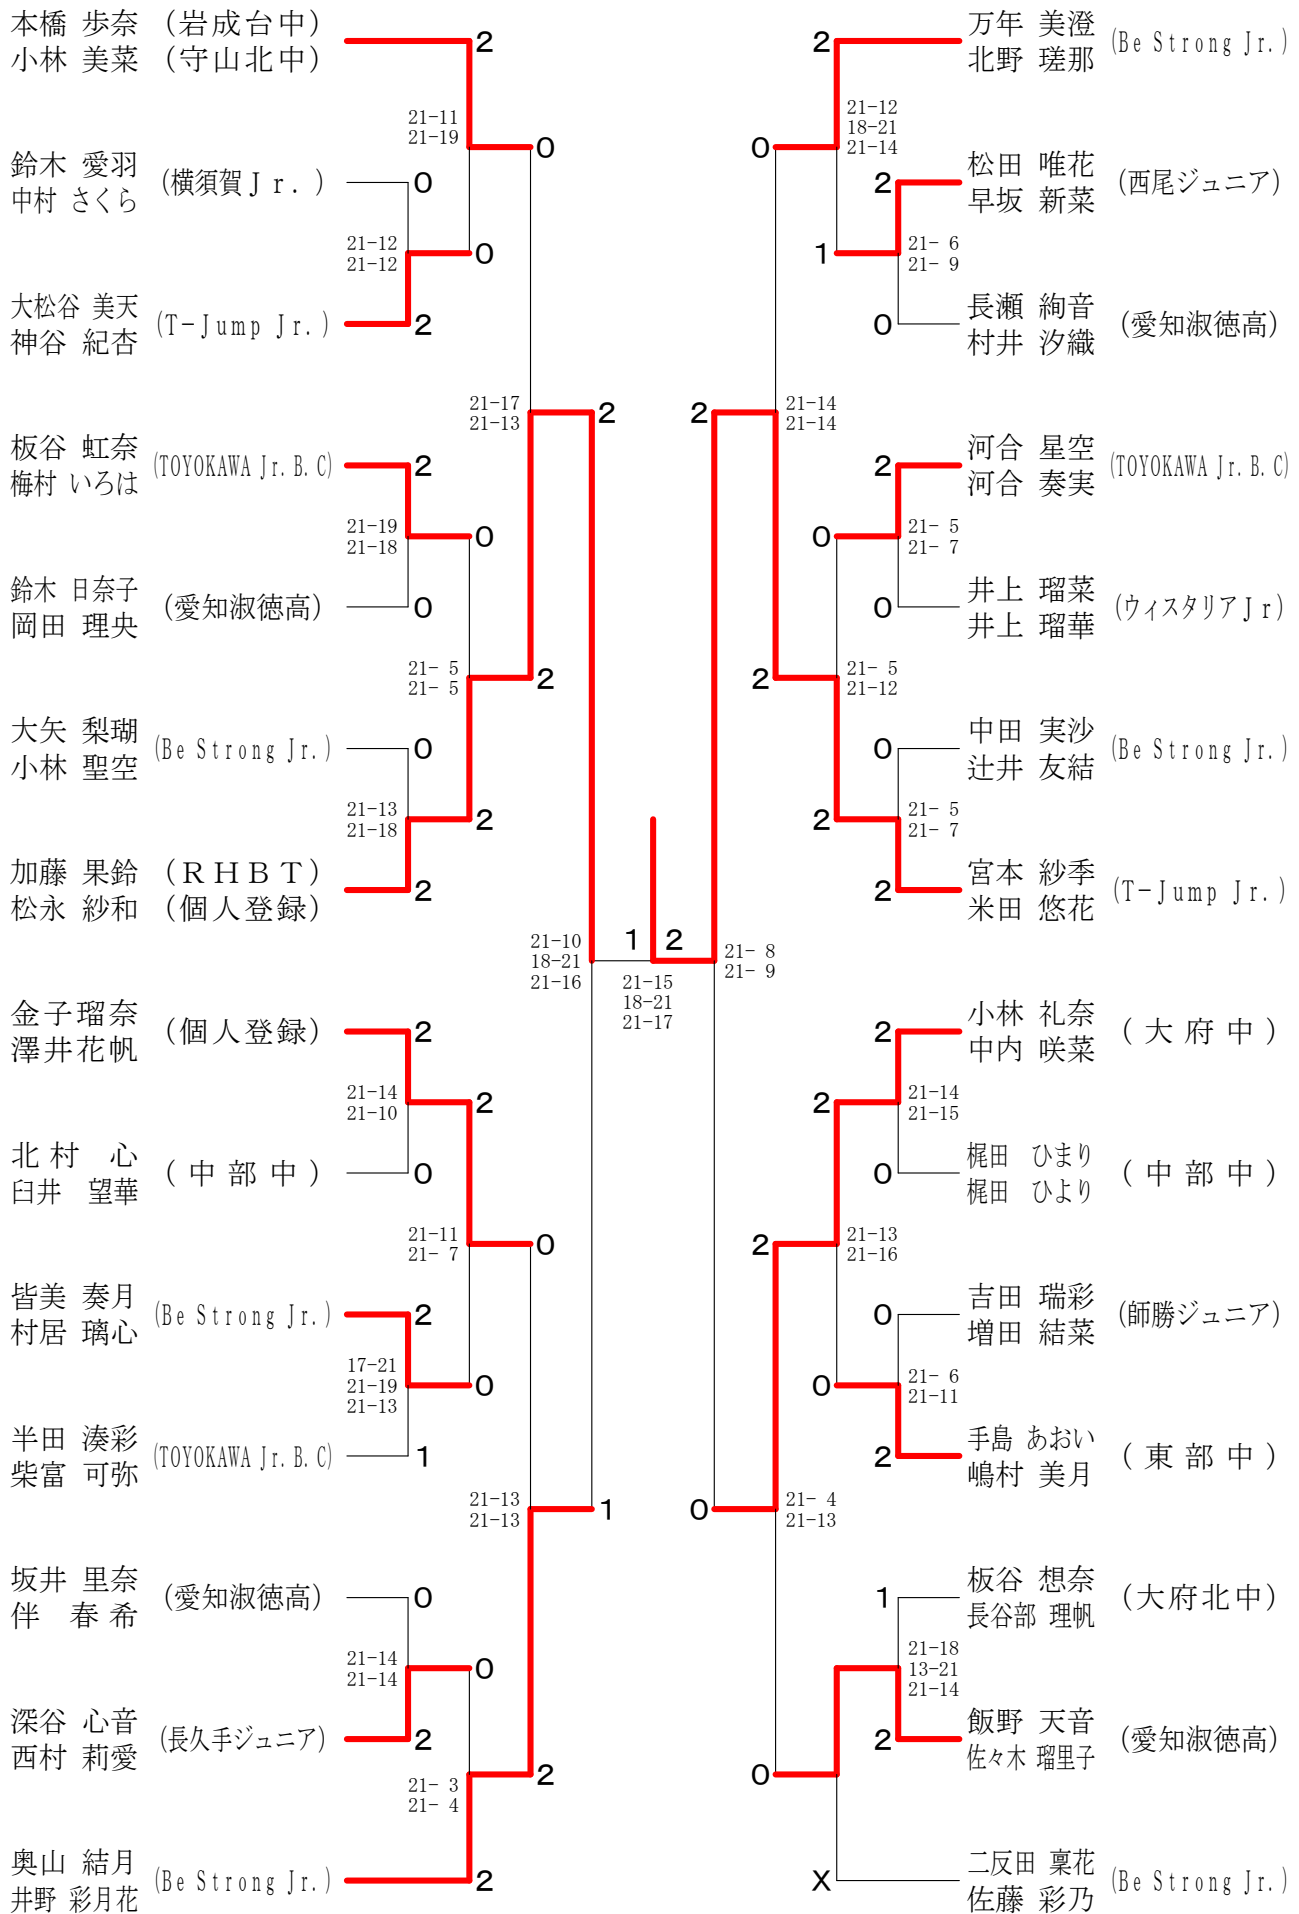 本橋 歩奈 (岩成台中)
小林 美菜 (守山北中)
2
21-11
21-19
0
鈴木 愛羽 (横須賀Jr.)
中村 さくら
0
21-12
21-12
0
大松谷 美天 (T-Jump Jr.)
神谷 紀杏
2
21-17
21-13
2
板谷 虹奈 (TOYOKAWA Jr.B.C)
梅村 いろは
2
21-19
21-18
0
鈴木 日奈子 (愛知淑徳高)
岡田 理央
0
21- 5
21- 5
2
大矢 梨瑚 (Be Strong Jr.)
小林 聖空
0
21-13
21-18
2
加藤 果鈴 (RHBT)
松永 紗和 (個人登録)
2
21-10
18-21
21-16
金子瑠奈 (個人登録)
澤井花帆
2
21-14
21-10
2
北村 心 (中部中)
臼井 望華
0
21-11
21- 7
0
皆美 奏月 (Be Strong Jr.)
村居 璃心
2
17-21
21-19
21-13
0
半田 湊彩 (TOYOKAWA Jr.B.C)
柴富 可弥
1
21-13
21-13
1
坂井 里奈 (愛知淑徳高)
伴 春希
0
21-14
21-14
0
深谷 心音 (長久手ジュニア)
西村 莉愛
2
21- 3
21- 4
2
奥山 結月 (Be Strong Jr.)
井野 彩月花
2
1 2
21-15
18-21
21-17
2
万年 美澄 (Be Strong Jr.)
北野 瑳那
0
21-12
18-21
21-14
2
松田 唯花 (西尾ジュニア)
早坂 新菜
1
21- 6
21- 9
0
長瀬 絢音 (愛知淑徳高)
村井 汐織
2
21-14
21-14
2
河合 星空 (TOYOKAWA Jr.B.C)
河合 奏実
0
21- 5
21- 7
0
井上 瑠菜 (ウィスタリアJr)
井上 瑠華
2
21- 5
21-12
0
中田 実沙 (Be Strong Jr.)
辻井 友結
2
21- 5
21- 7
2
宮本 紗季 (T-Jump Jr.)
米田 悠花
21- 8
21- 9
2
小林 礼奈 (大府中)
中内 咲菜
2
21-14
21-15
0
梶田 ひまり (中部中)
梶田 ひより
2
21-13
21-16
0
吉田 瑞彩 (師勝ジュニア)
増田 結菜
0
21- 6
21-11
2
手島 あおい (東部中)
嶋村 美月
0
21- 4
21-13
1
板谷 想奈 (大府北中)
長谷部 理帆
21-18
13-21
21-14
2
飯野 天音 (愛知淑徳高)
佐々木 瑠里子
0
X
二反田 稟花 (Be Strong Jr.)
佐藤 彩乃